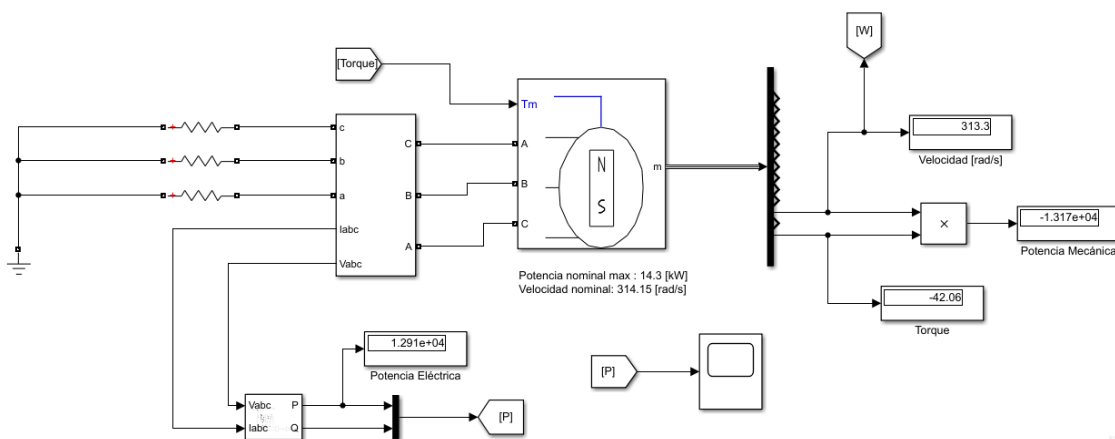 [W]
[Torque]
Tm
313.3
Velocidad [rad/s]
c
C
A
N
m
b
B
B
S
-1.317e+04
a
A
C
Potencia Mecánica
Iabc
Vabc
Potencia nominal max : 14.3 [kW]
Velocidad nominal: 314.15 [rad/s]
-42.06
Torque
1.291e+04
Potencia Eléctrica
[P]
Vabc
P
[P]
Iabc
Q